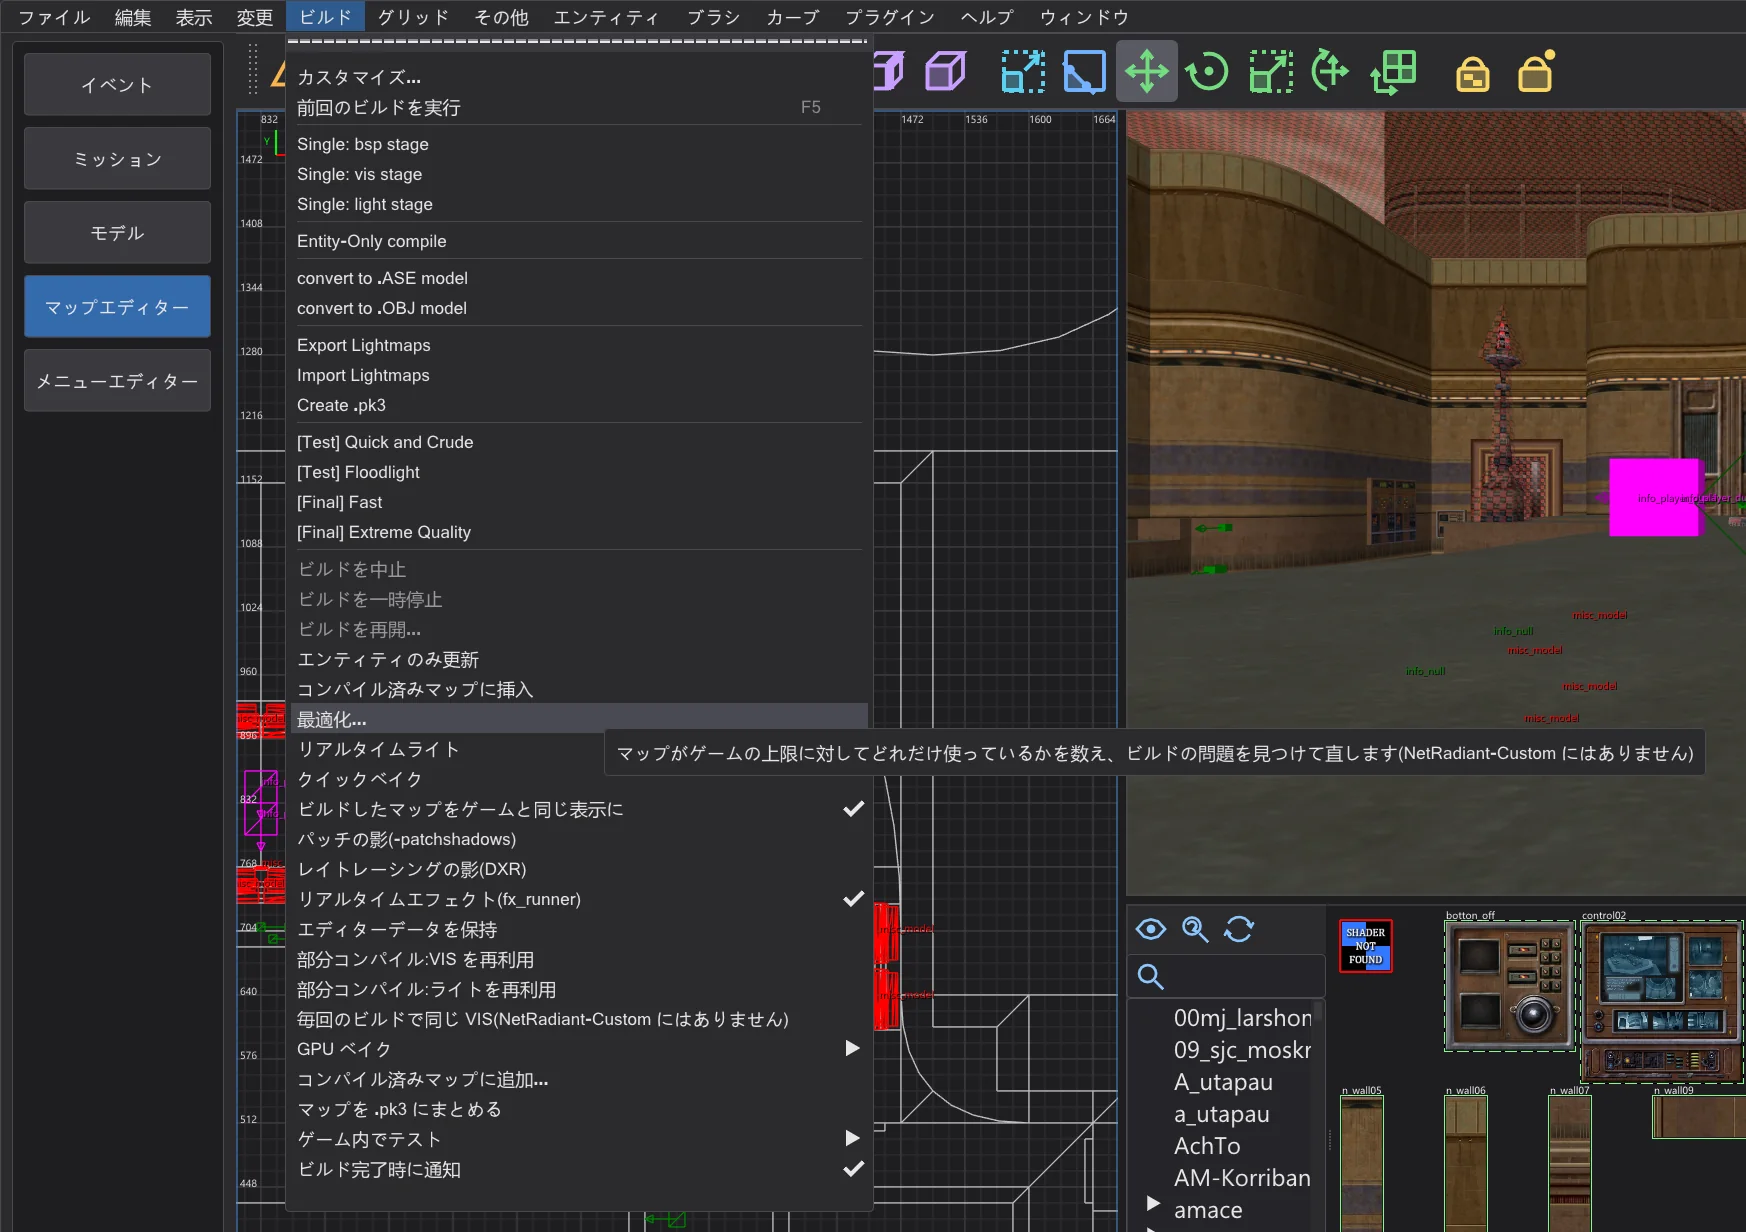 ファイル 編集 表示 変更 ビルド グリッド その他 エンティティ ブラシ カーブ プラグイン ヘルプ ウィンドウ
イベント
ミッション
モデル
マップエディター
メニューエディター
カスタマイズ...
前回のビルドを実行 F5
Single: bsp stage
Single: vis stage
Single: light stage
Entity-Only compile
convert to .ASE model
convert to .OBJ model
Export Lightmaps
Import Lightmaps
Create .pk3
[Test] Quick and Crude
[Test] Floodlight
[Final] Fast
[Final] Extreme Quality
ビルドを中止
ビルドを一時停止
ビルドを再開...
エンティティのみ更新
コンパイル済みマップに挿入
最適化...
リアルタイムライト
クイックベイク
ビルドしたマップをゲームと同じ表示に
パッチの影(-patchshadows)
レイトレーシングの影(DXR)
リアルタイムエフェクト(fx_runner)
エディターデータを保持
部分コンパイル:VIS を再利用
部分コンパイル:ライトを再利用
毎回のビルドで同じ VIS(NetRadiant-Custom にはありません)
GPU ベイク
コンパイル済みマップに追加...
マップを .pk3 にまとめる
ゲーム内でテスト
ビルド完了時に通知
マップがゲームの上限に対してどれだけ使っているかを数え、ビルドの問題を見つけて直します(NetRadiant-Custom にはありません)
832
Y
1472
1408
1344
1280
1216
1152
1088
1024
960
896
832
768
704
640
576
512
448
1472 1536 1600 1664
misc_model
misc_model
misc_model
info_null
misc_model
info_null
misc_model
misc_model
SHADER
NOT
FOUND
botton_off
control02
n_wall05
n_wall06
n_wall07
n_wall09
00mj_larshom
09_sjc_moskr
A_utapau
a_utapau
AchTo
AM-Korriban
amace